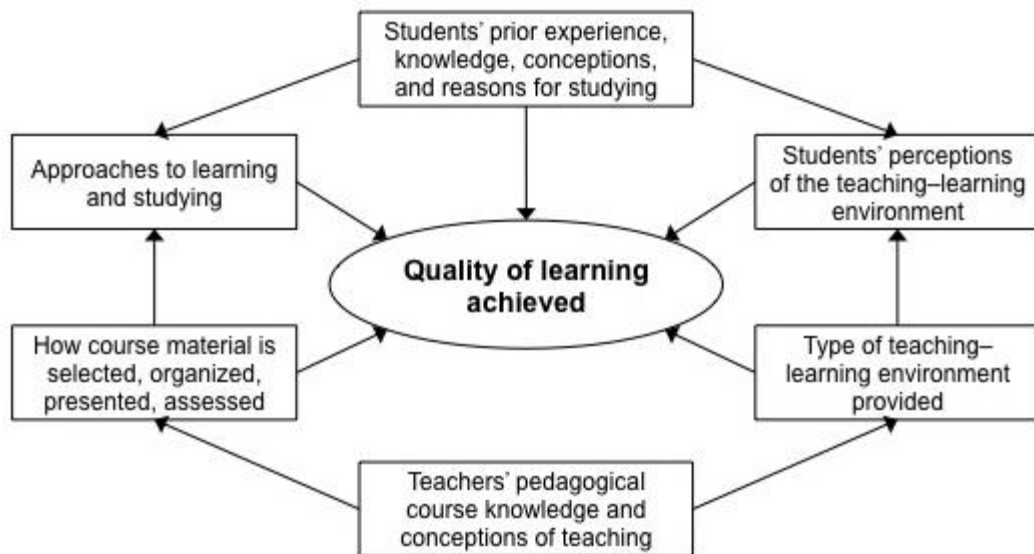 Students’ prior experience,
knowledge, conceptions,
and reasons for studying
Approaches to learning
and studying
Students’ perceptions
of the teaching–learning
environment
Quality of learning
achieved
How course material is
selected, organized,
presented, assessed
Type of teaching–
learning environment
provided
Teachers’ pedagogical
course knowledge and
conceptions of teaching